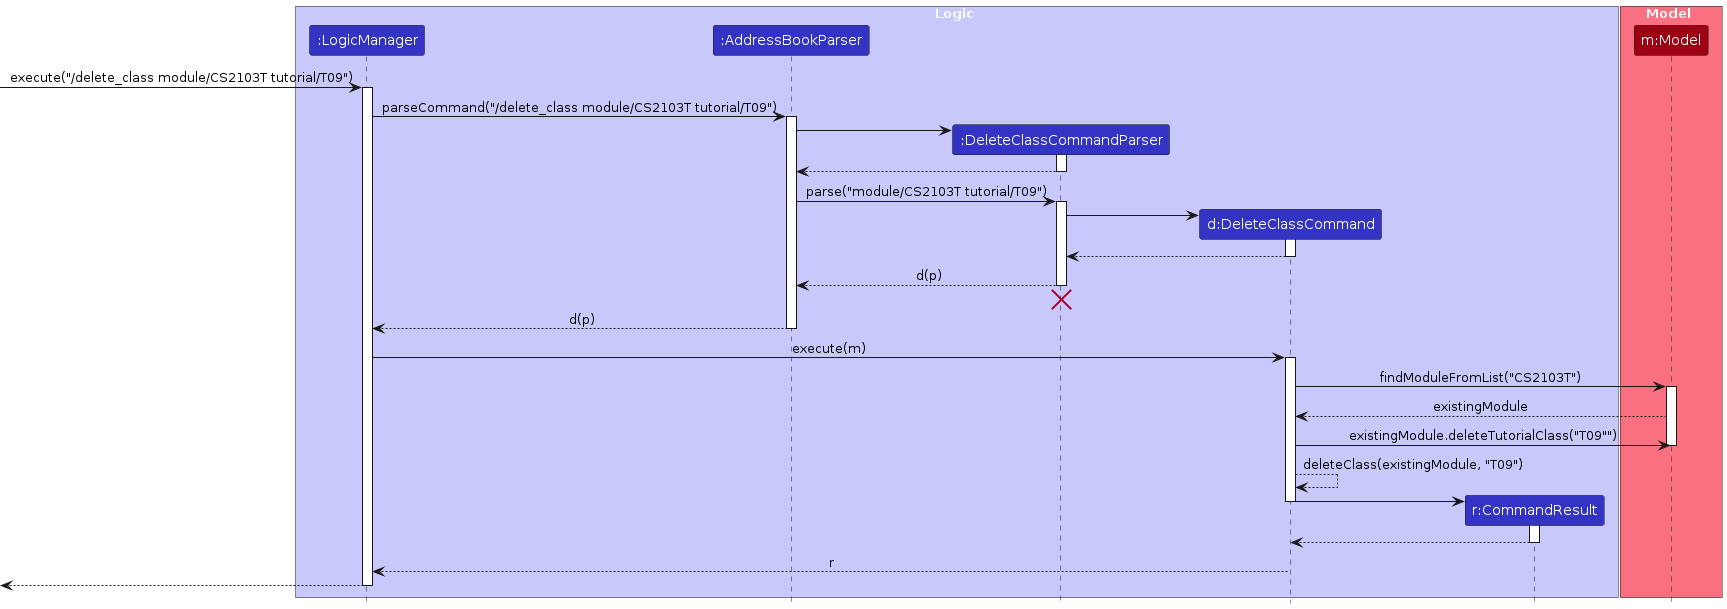 Logic
Model
:LogicManager
:AddressBookParser
m:Model
execute("/delete_class module/CS2103T tutorial/T09")
parseCommand("/delete_class module/CS2103T tutorial/T09")
:DeleteClassCommandParser
parse("module/CS2103T tutorial/T09")
d:DeleteClassCommand
d(p)
d(p)
execute(m)
findModuleFromList("CS2103T")
existingModule
existingModule.deleteTutorialClass("T09"")
deleteClass(existingModule, "T09")
r:CommandResult
r